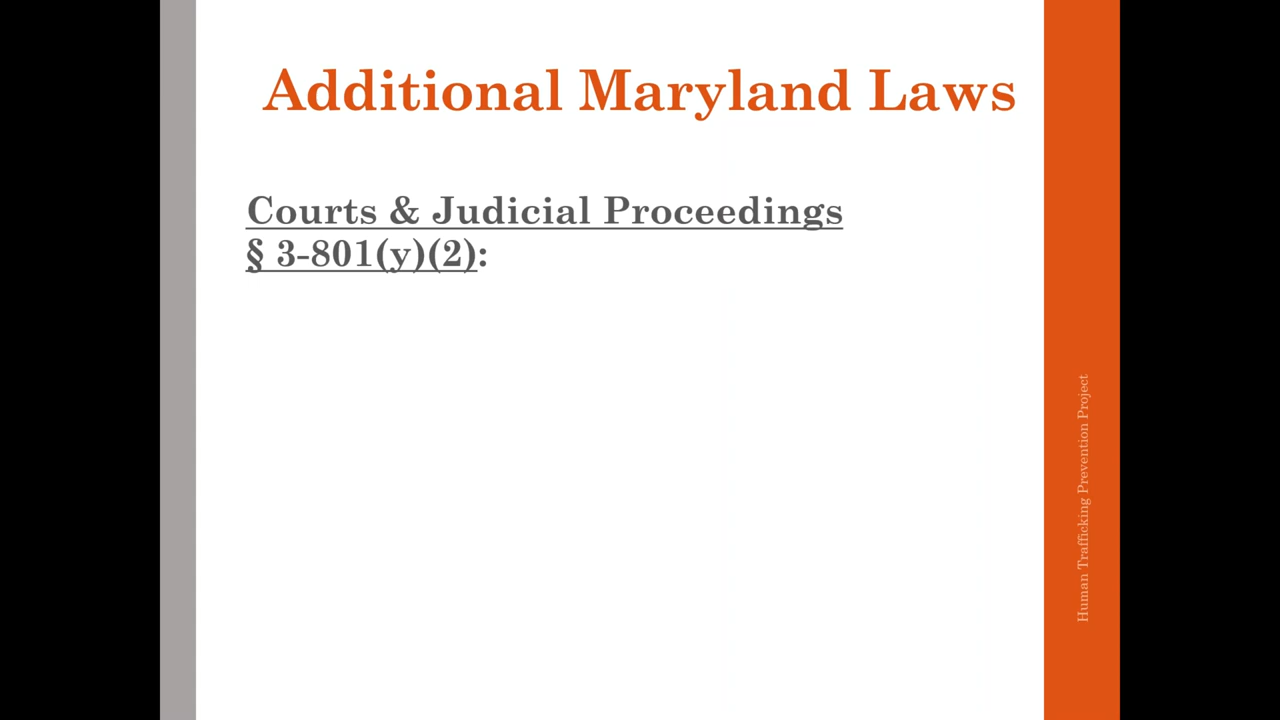 Additional Maryland Laws
Courts & Judicial Proceedings
§ 3-801(y)(2):
Human Trafficking Prevention Project